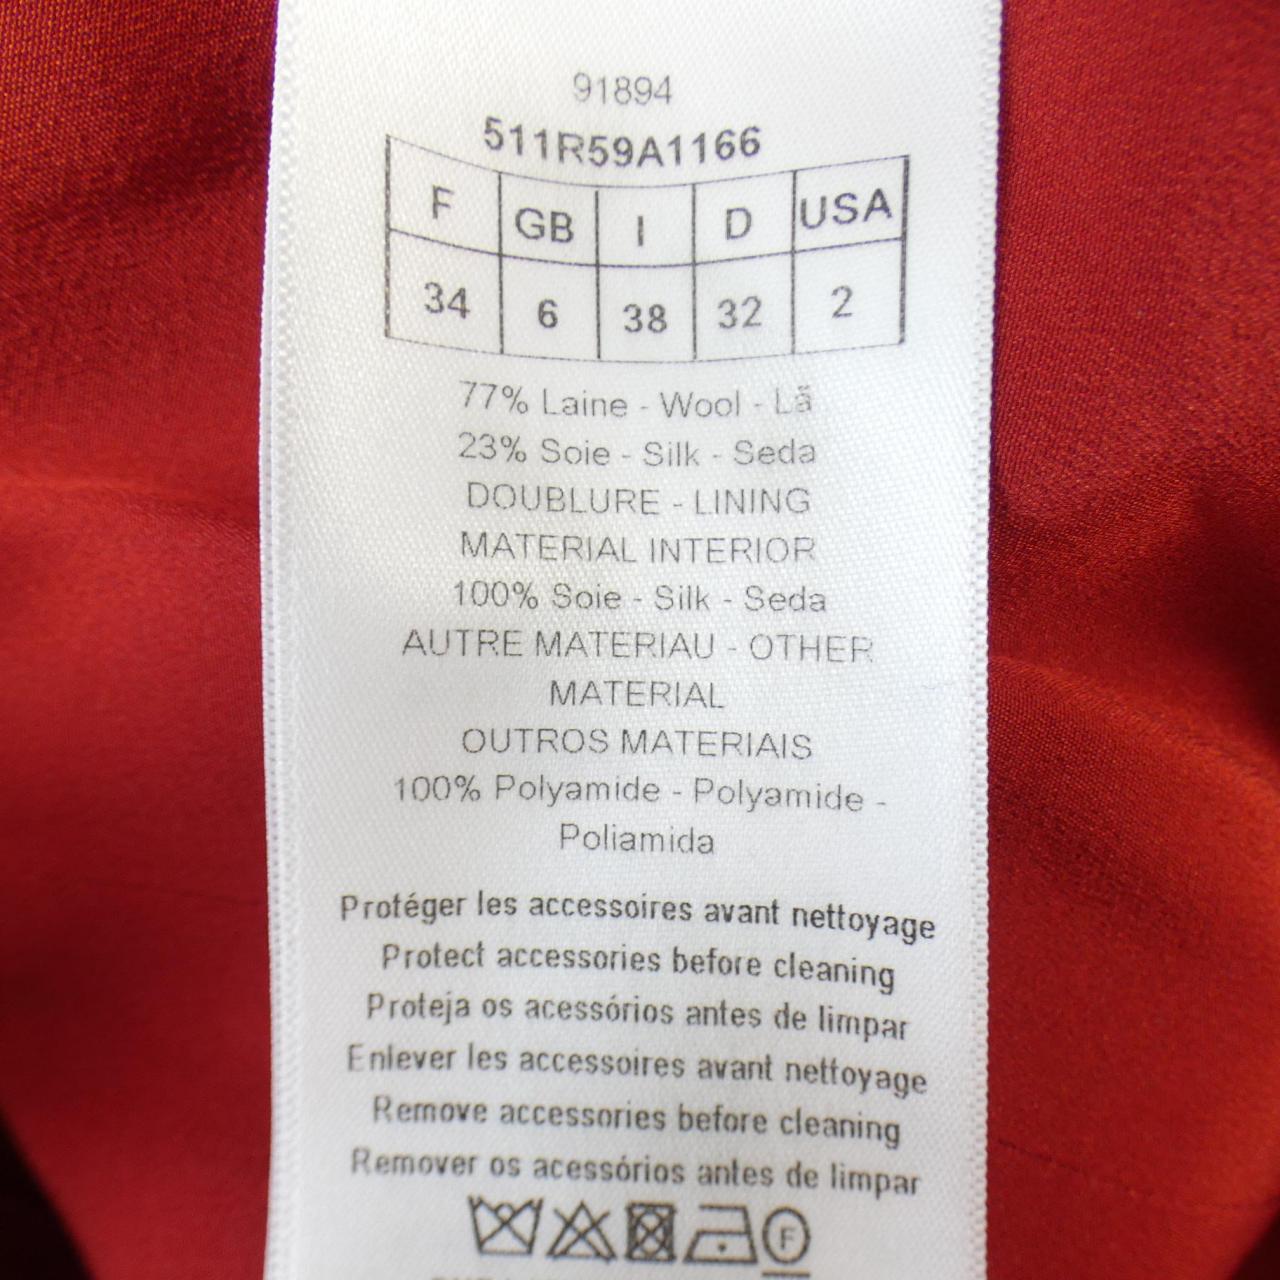 91894
511R59A1166
F GB I D USA
34 6 38 32 2
77% Laine - Wool - Lã
23% Soie - Silk - Seda
DOUBLURE - LINING
MATERIAL INTERIOR
100% Soie - Silk - Seda
AUTRE MATERIAU - OTHER
MATERIAL
OUTROS MATERIAIS
100% Polyamide - Polyamide -
Poliamida
Protéger les accessoires avant nettoyage
Protect accessories before cleaning
Proteja os acessórios antes de limpar
Enlever les accessoires avant nettoyage
Remove accessories before cleaning
Remover os acessórios antes de limpar
F